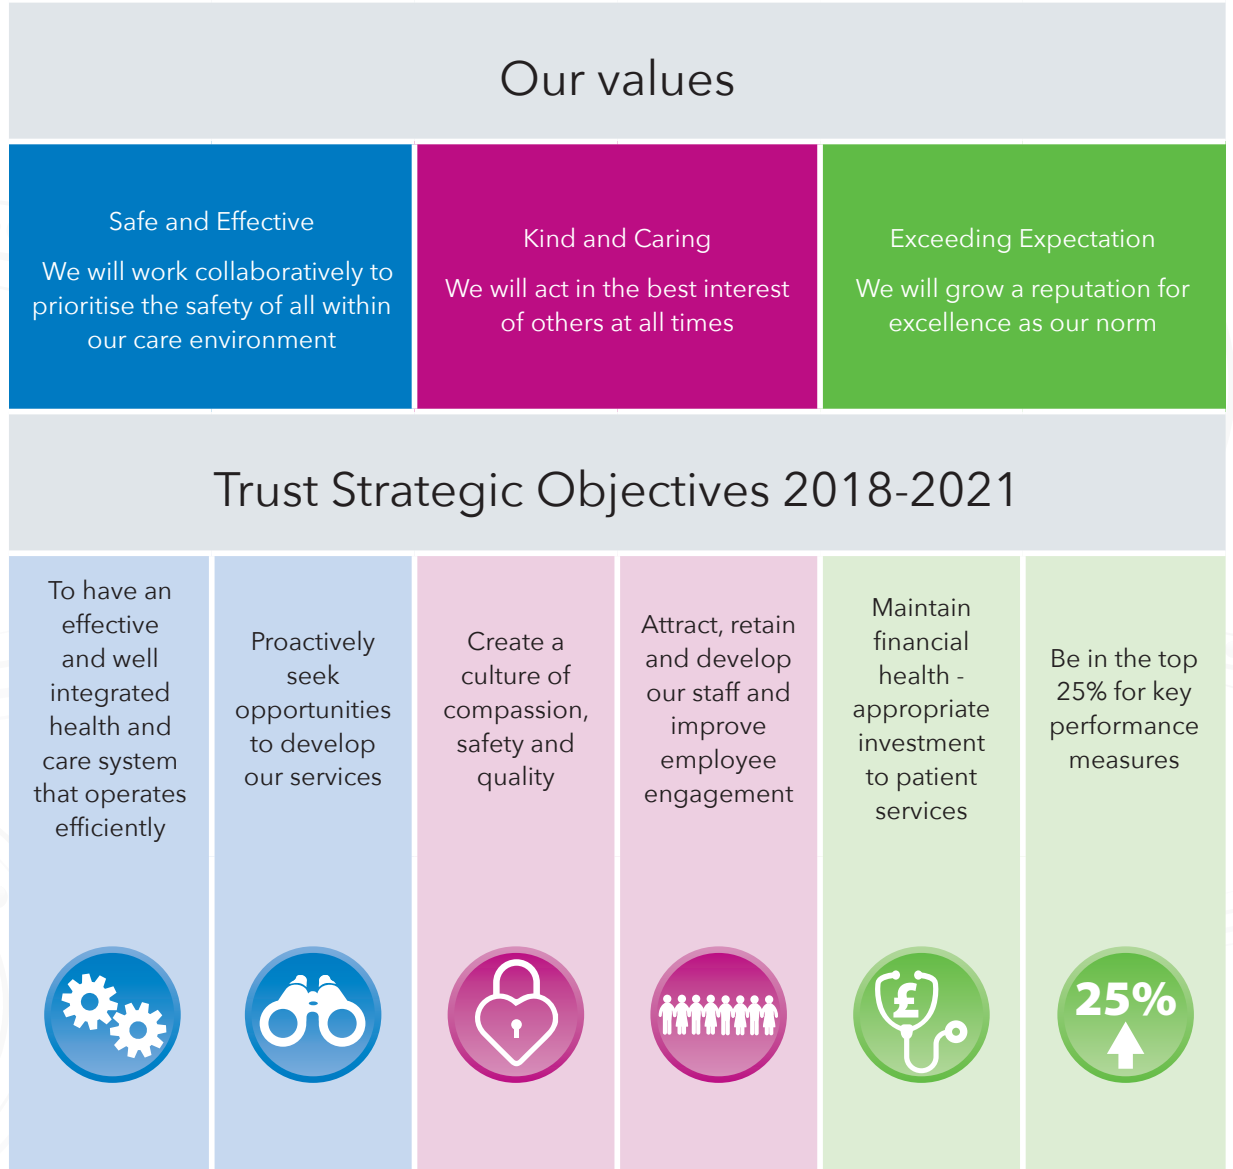 Our values
Safe and Effective
We will work collaboratively to
prioritise the safety of all within
our care environment
Kind and Caring
We will act in the best interest
of others at all times
Exceeding Expectation
We will grow a reputation for
excellence as our norm
Trust Strategic Objectives 2018-2021
To have an
effective
and well
integrated
health and
care system
that operates
efficiently
Proactively
seek
opportunities
to develop
our services
Create a
culture of
compassion,
safety and
quality
Attract, retain
and develop
our staff and
improve
employee
engagement
Maintain
financial
health -
appropriate
investment
to patient
services
Be in the top
25% for key
performance
measures
£
25%